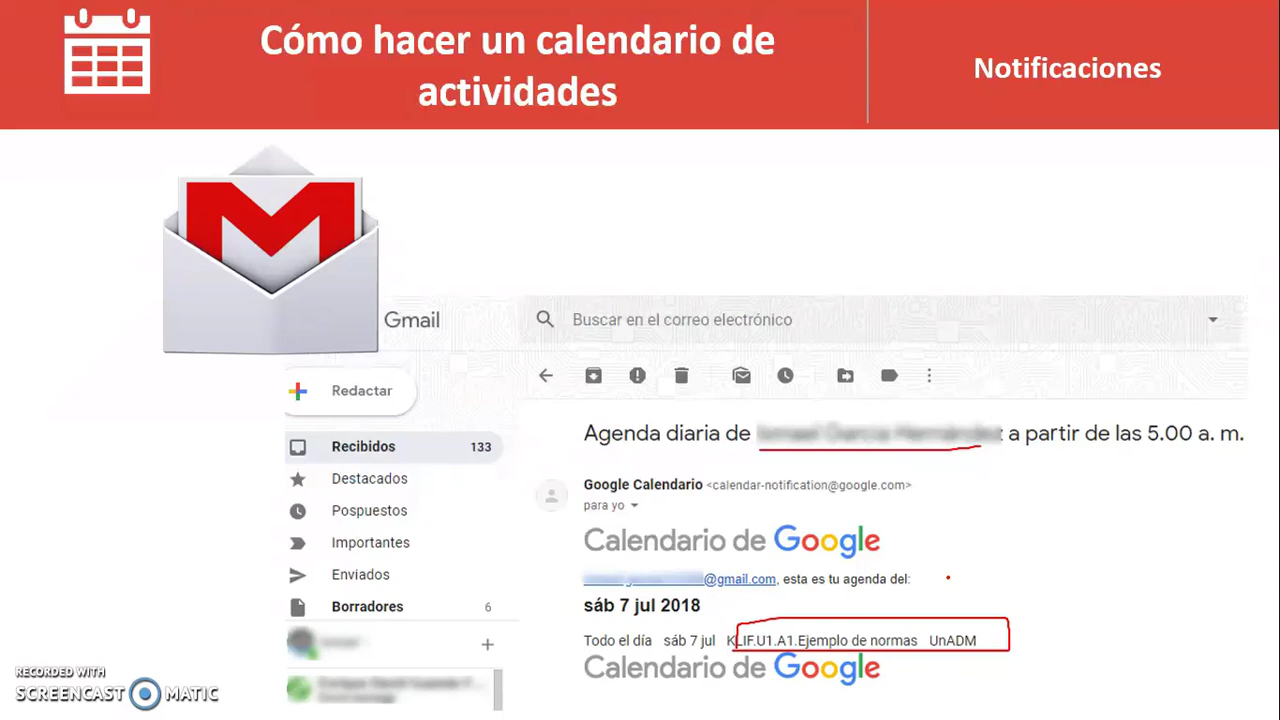 Cómo hacer un calendario de
actividades
Notificaciones
Gmail
Buscar en el correo electrónico
Redactar
Recibidos 133
Destacados
Pospuestos
Importantes
Enviados
Borradores 6
Agenda diaria de a partir de las 5.00 a. m.
Google Calendario <calendar-notification@google.com>
para yo
Calendario de Google
@gmail.com, esta es tu agenda del:
sáb 7 jul 2018
Todo el día sáb 7 jul KLIF.U1.A1.Ejemplo de normas UnADM
Calendario de Google
RECORDED WITH
SCREENCAST MATIC